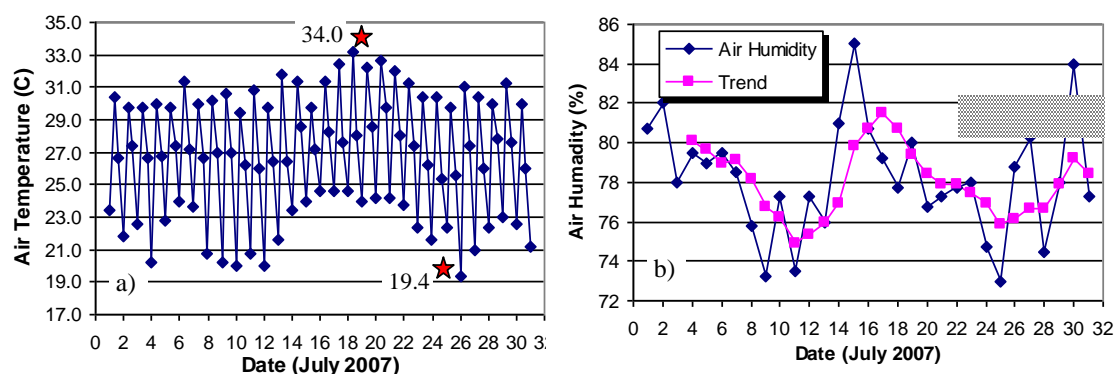 Air Temperature (C)
35.0
33.0
31.0
29.0
27.0
25.0
23.0
21.0
19.0
17.0
34.0
19.4
a)
0 2 4 6 8 10 12 14 16 18 20 22 24 26 28 30 32
Date (July 2007)
Air Humadity (%)
86
84
82
80
78
76
74
72
Air Humidity
Trend
b)
0 2 4 6 8 10 12 14 16 18 20 22 24 26 28 30 32
Date (July 2007)